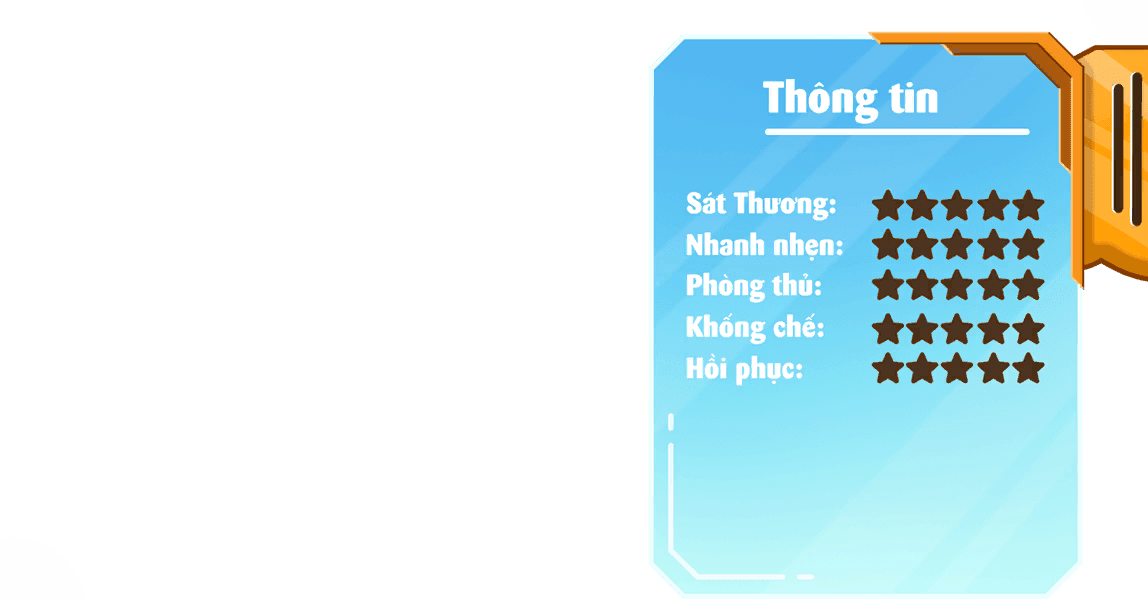 Thông tin
Sát Thương:
Nhanh nhẹn:
Phòng thủ:
Khống chế:
Hồi phục: